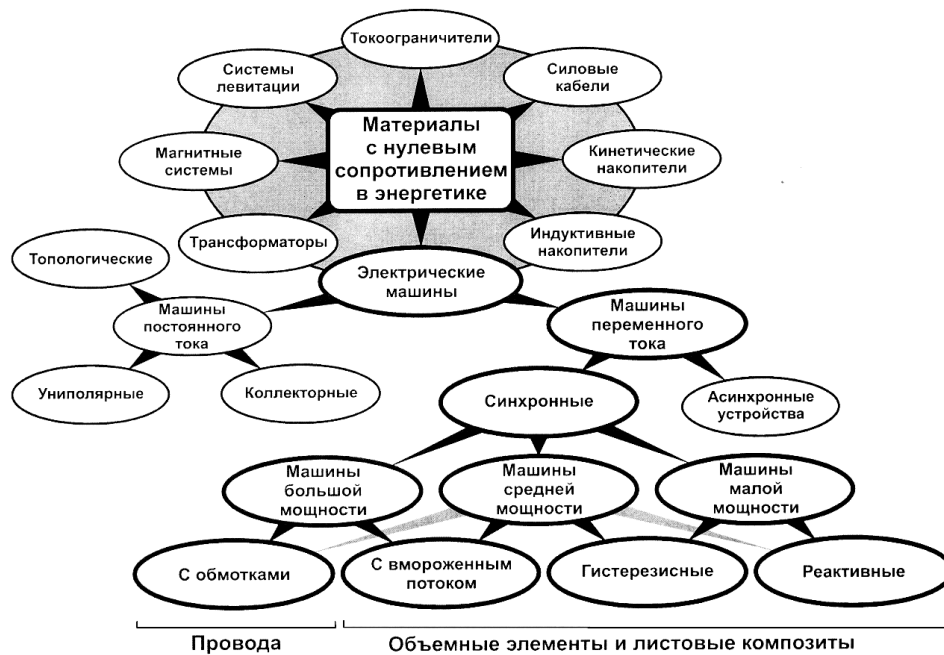 Токоограничители
Системы
левитации
Силовые
кабели
Материалы
с нулевым
сопротивлением
в энергетике
Магнитные
системы
Кинетические
накопители
Трансформаторы
Индуктивные
накопители
Топологические
Электрические
машины
Машины
постоянного
тока
Машины
переменного
тока
Униполярные
Коллекторные
Синхронные
Асинхронные
устройства
Машины
большой
мощности
Машины
средней
мощности
Машины
малой
мощности
С обмотками
С вмороженным
потоком
Гистерезисные
Реактивные
Провода
Объемные элементы и листовые композиты